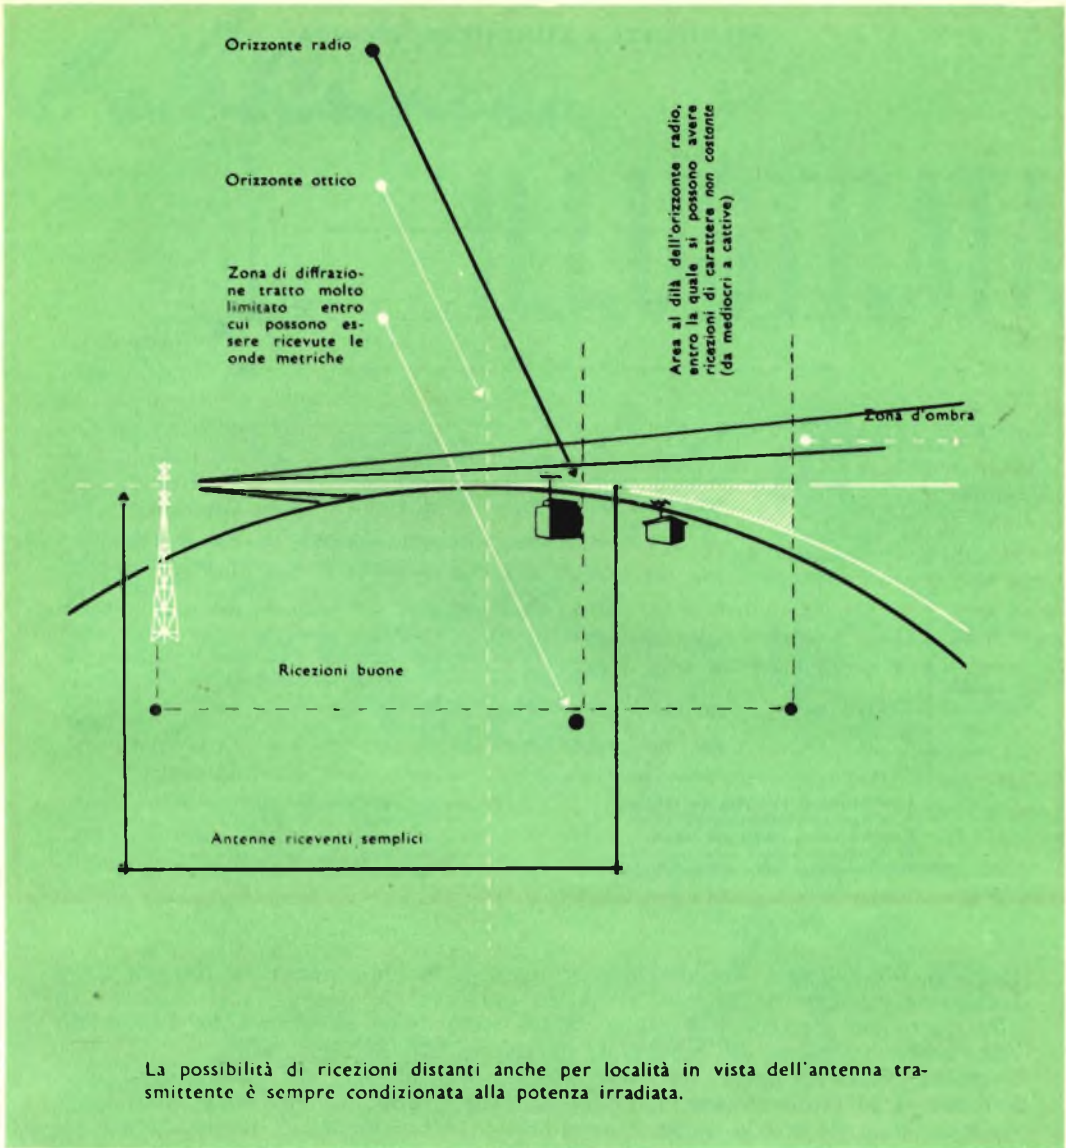 Orizzonte radio
Orizzonte ottico
Zona di diffrazio-
ne tratto molto
limitato entro
cui possono es-
sere ricevute le
onde metriche
Area al dilà dell'orizzonte radio,
entro la quale si possono avere
ricezioni di carattere non costante
(da mediocri a cattive)
Zona d'ombra
Ricezioni buone
Antenne riceventi semplici
La possibilità di ricezioni distanti anche per località in vista dell'antenna tra-
smittente è sempre condizionata alla potenza irradiata.